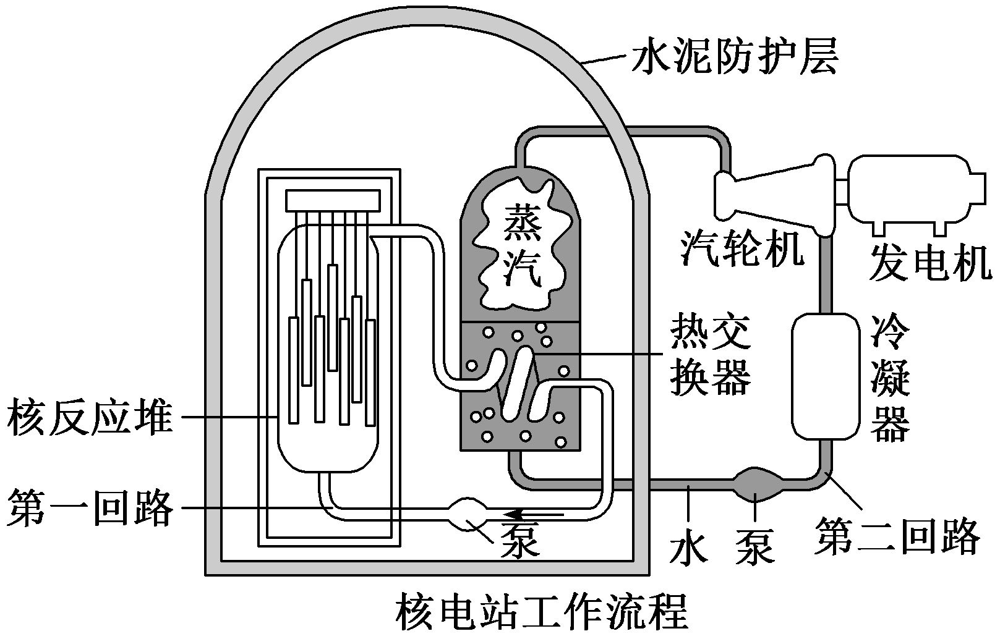 水泥防护层
蒸
汽
汽轮机
发电机
热交
换器
冷
凝
器
核反应堆
第一回路
泵
水
泵
第二回路
核电站工作流程